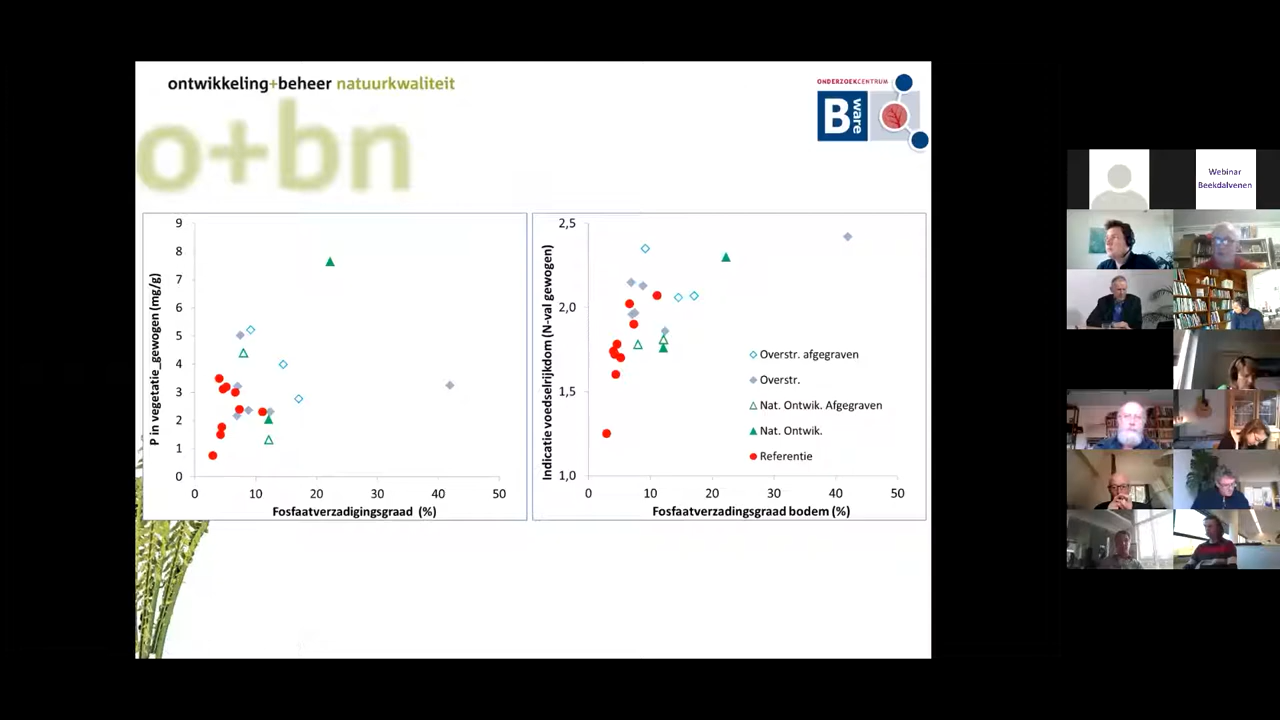 ontwikkeling+beheer natuurkwaliteit
o+bn
ONDERZOEKCENTRUM
B ware
9
8
7
6
5
4
3
2
1
0
P in vegetatie_gewogen (mg/g)
0 10 20 30 40 50
Fosfaatverzadigingsgraad (%)
2,5
2,0
1,5
1,0
Indicatie voedselrijkdom (N-val gewogen)
0 10 20 30 40 50
Fosfaatverzadingsgraad bodem (%)
Overstr. afgegraven
Overstr.
Nat. Ontwik. Afgegraven
Nat. Ontwik.
Referentie
Webinar
Beekdalvenen